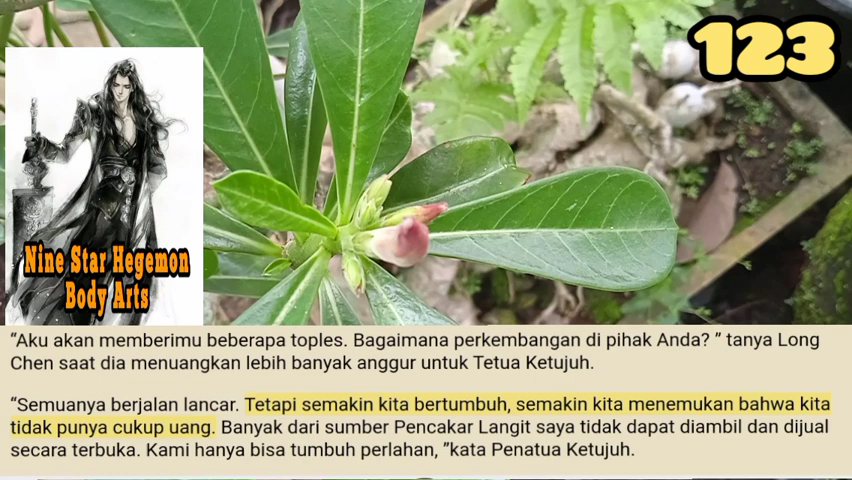 123
Nine Star Hegemon
Body Arts
“Aku akan memberimu beberapa toples. Bagaimana perkembangan di pihak Anda? ” tanya Long
Chen saat dia menuangkan lebih banyak anggur untuk Tetua Ketujuh.
“Semuanya berjalan lancar. Tetapi semakin kita bertumbuh, semakin kita menemukan bahwa kita
tidak punya cukup uang. Banyak dari sumber Pencakar Langit saya tidak dapat diambil dan dijual
secara terbuka. Kami hanya bisa tumbuh perlahan, ”kata Penatua Ketujuh.